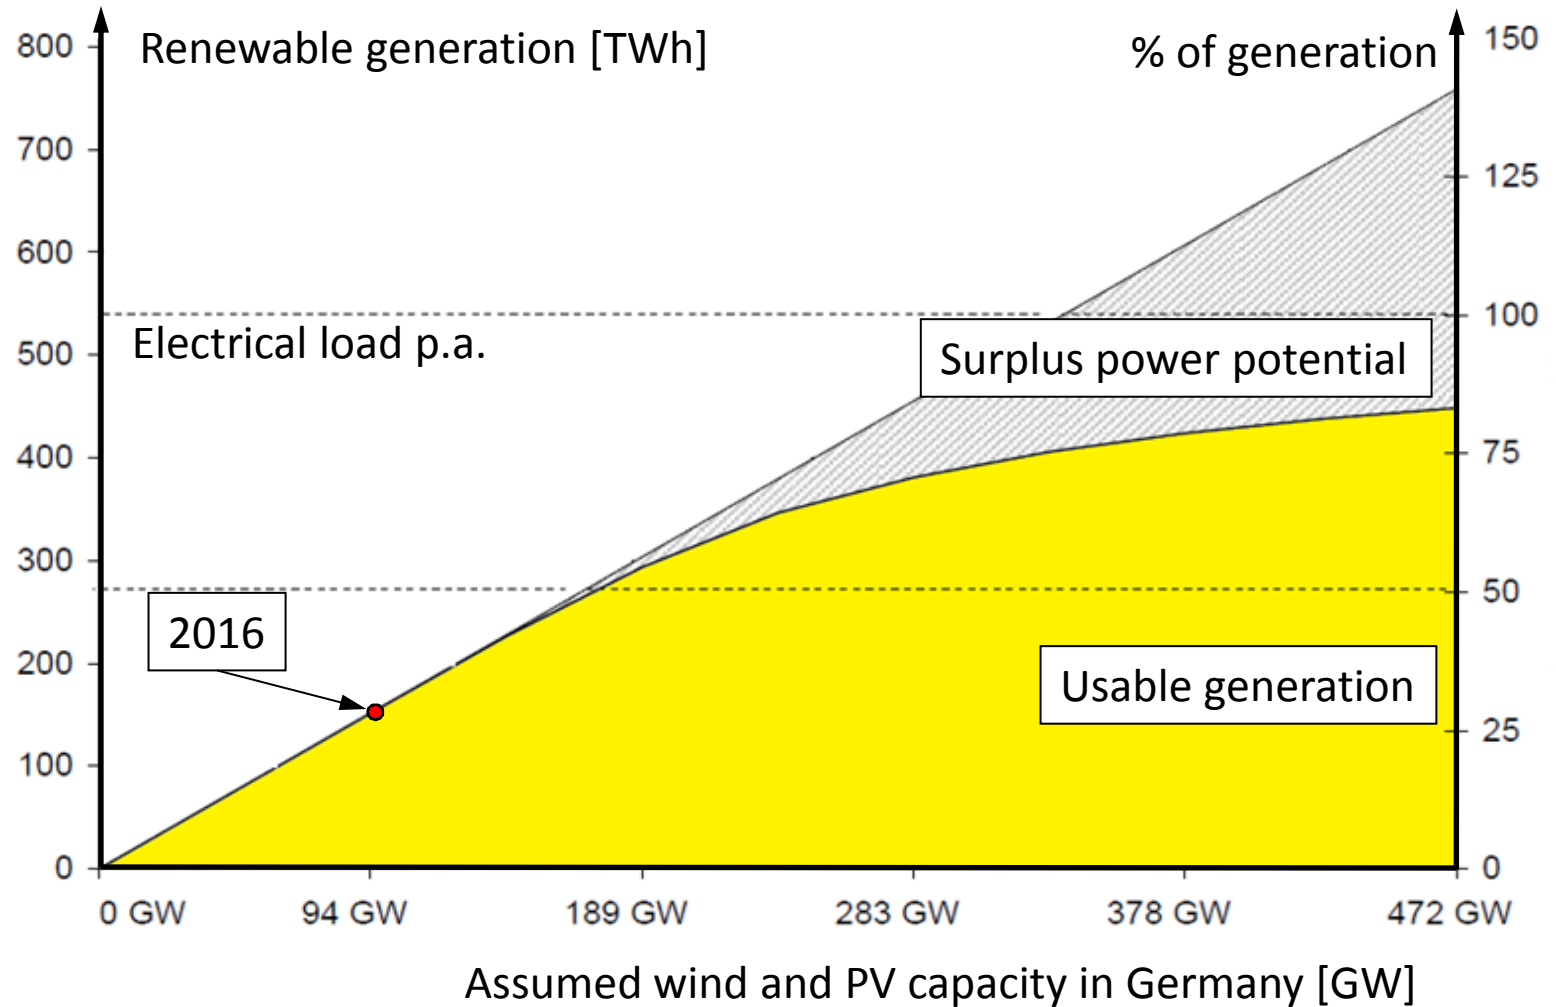 Renewable generation [TWh]
% of generation
800
700
600
500
400
300
200
100
0
150
125
100
75
50
25
0
Electrical load p.a.
Surplus power potential
2016
Usable generation
0 GW
94 GW
189 GW
283 GW
378 GW
472 GW
Assumed wind and PV capacity in Germany [GW]